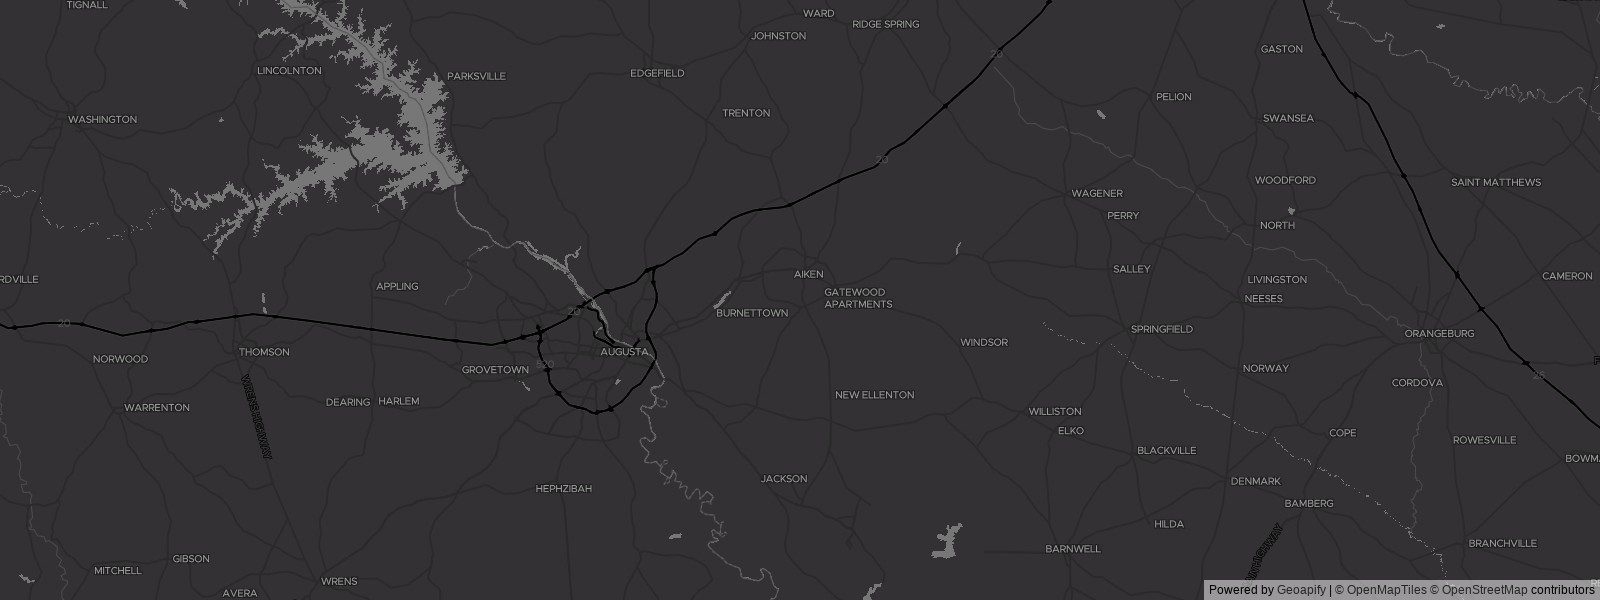 TIGNALL
WARD
RIDGE SPRING
JOHNSTON
GASTON
20
LINCOLNTON
PARKSVILLE
EDGEFIELD
PELION
TRENTON
WASHINGTON
SWANSEA
20
WOODFORD
SAINT MATTHEWS
WAGENER
PERRY
NORTH
SALLEY
AIKEN
CAMERON
RDVILLE
LIVINGSTON
APPLING
GATEWOOD
APARTMENTS
NEESES
20
BURNETTOWN
20
SPRINGFIELD
ORANGEBURG
WINDSOR
AUGUSTA
THOMSON
NORWOOD
520
GROVETOWN
NORWAY
26
CORDOVA
NEW ELLENTON
DEARING
HARLEM
WARRENTON
WILLISTON
ELKO
COPE
ROWESVILLE
BLACKVILLE
BOWMA
JACKSON
DENMARK
HEPHZIBAH
BAMBERG
HILDA
BRANCHVILLE
BARNWELL
GIBSON
MITCHELL
WRENS
AVERA
Powered by Geoapify | © OpenMapTiles © OpenStreetMap contributors